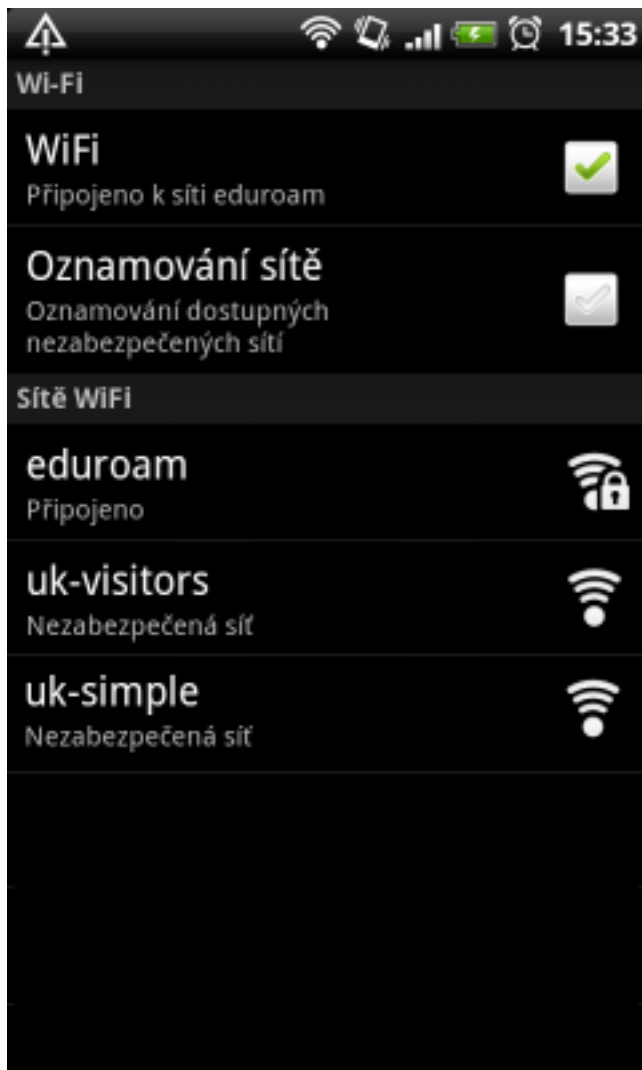 15:33
Wi-Fi
WiFi
Připojeno k síti eduroam
Oznamování sítě
Oznamování dostupných
nezabezpečených sítí
Sítě WiFi
eduroam
Připojeno
uk-visitors
Nezabezpečená síť
uk-simple
Nezabezpečená síť